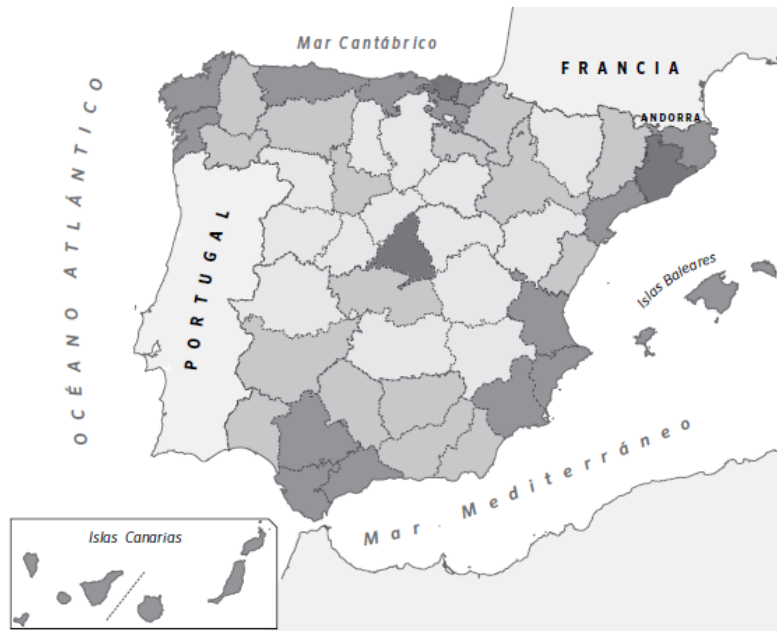 Mar Cantábrico
FRANCIA
ANDORRA
OCÉANO ATLÁNTICO
PORTUGAL
Islas Baleares
Mar Mediterráneo
Islas Canarias